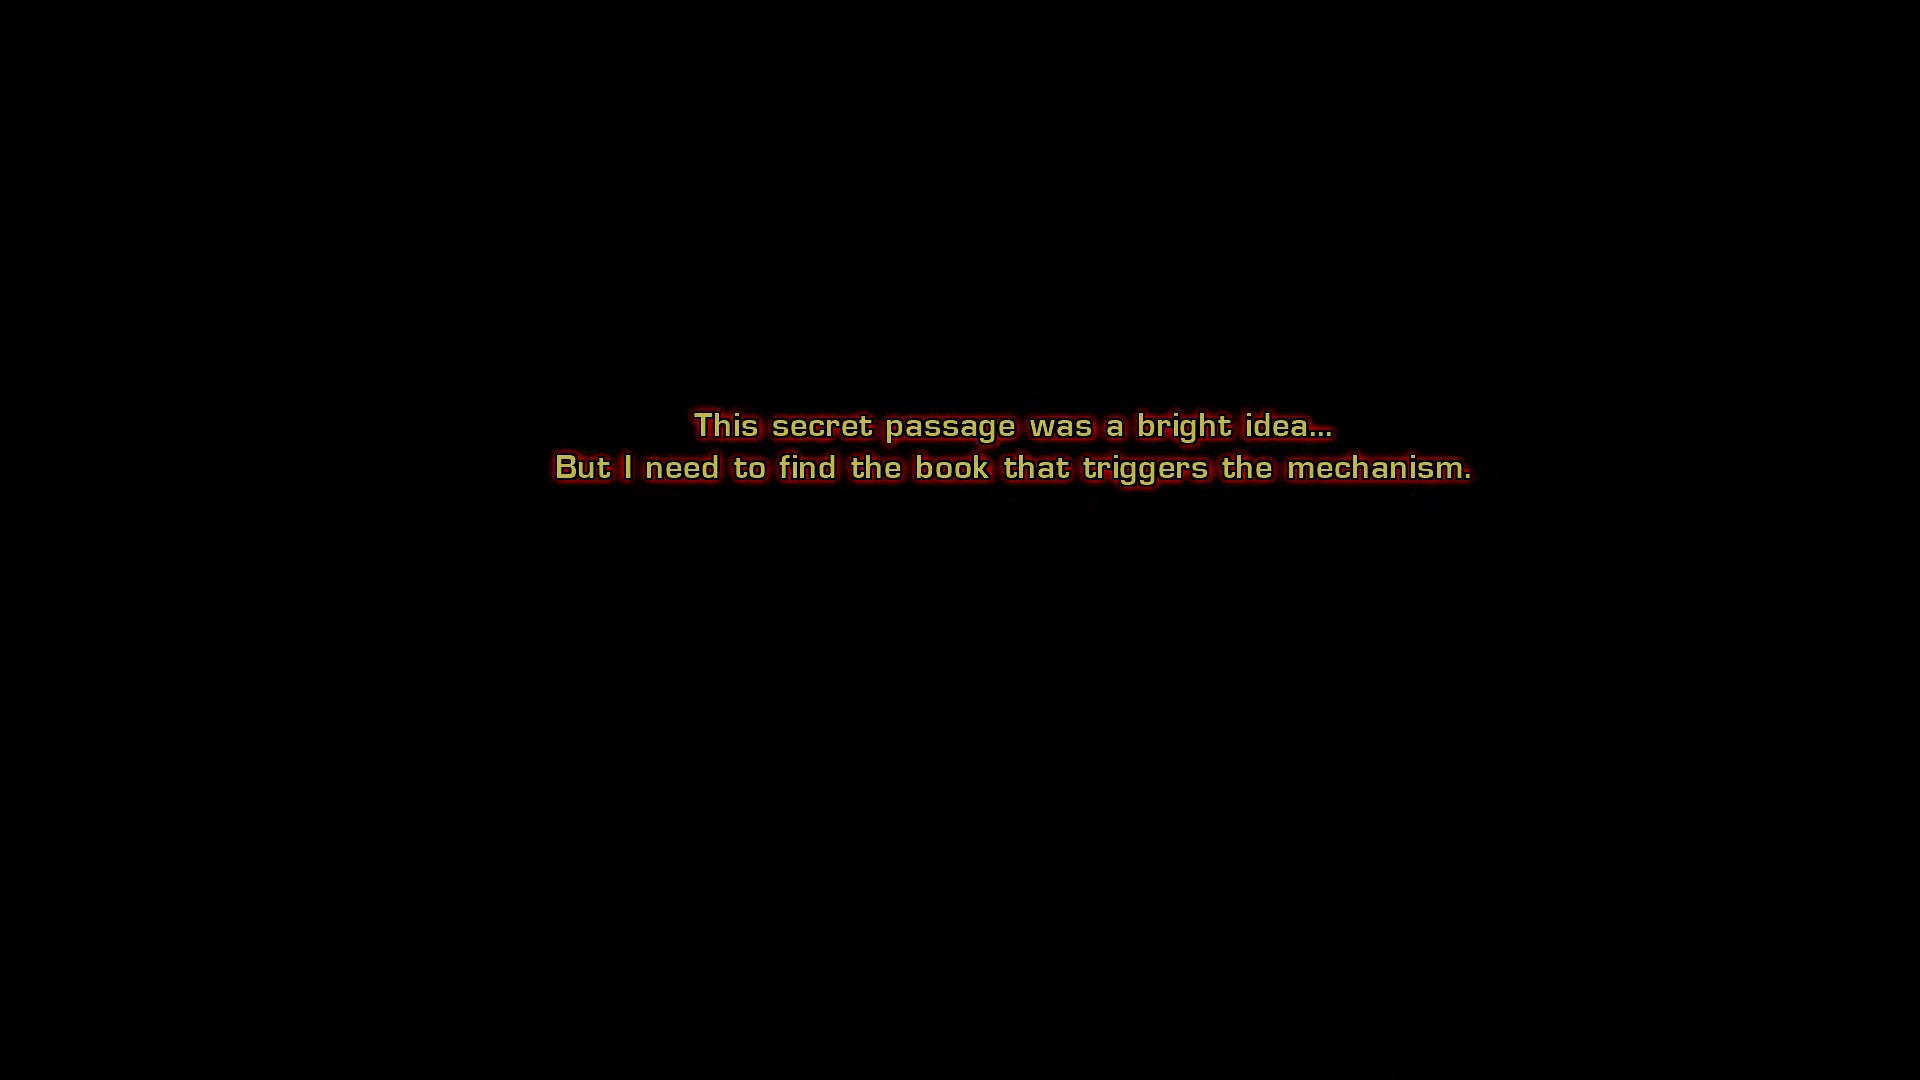 This secret passage was a bright idea...
But I need to find the book that triggers the mechanism.